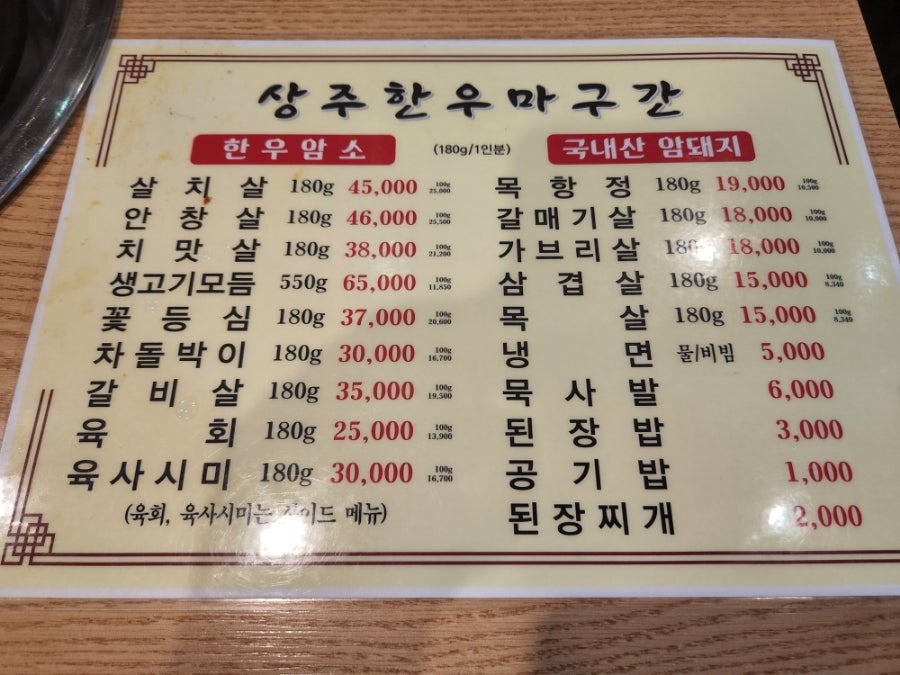 상주한우마구간
한우암소 (180g/1인분) 국내산 암돼지
살치살 180g 45,000 100g 25,000
안창살 180g 46,000 100g 25,500
치맛살 180g 38,000 100g 21,200
생고기모듬 550g 65,000 100g 11,850
꽃등심 180g 37,000 100g 20,600
차돌박이 180g 30,000 100g 16,700
갈비살 180g 35,000 100g 19,500
육회 180g 25,000 100g 13,900
육사시미 180g 30,000 100g 16,700
(육회, 육사시미는 사이드 메뉴)
목항정 180g 19,000 100g 10,500
갈매기살 180g 18,000 100g 10,000
가브리살 180g 18,000 100g 10,000
삼겹살 180g 15,000 100g 8,340
목살 180g 15,000 100g 8,340
냉면 물/비빔 5,000
묵사발 6,000
된장밥 3,000
공기밥 1,000
된장찌개 2,000